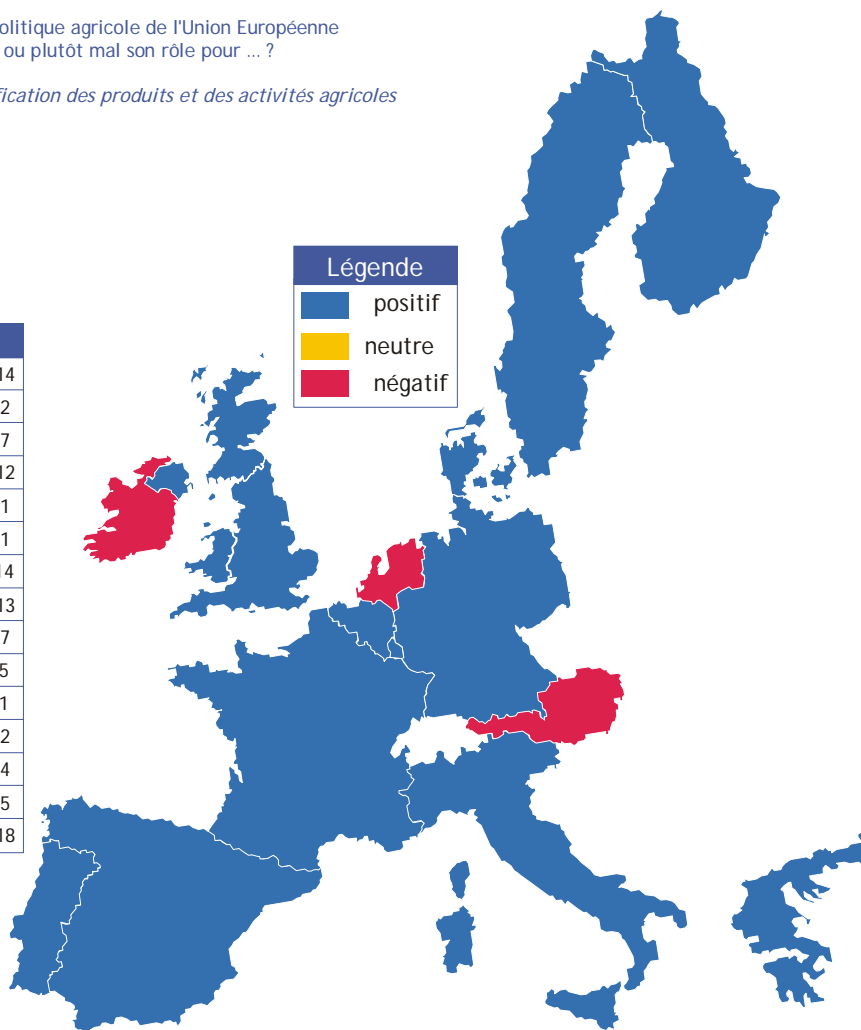 olitique agricole de l'Union Européenne
ou plutôt mal son rôle pour ... ?
fication des produits et des activités agricoles
Légende
positif
neutre
négatif
14
2
7
12
1
1
14
13
7
5
1
2
4
5
18